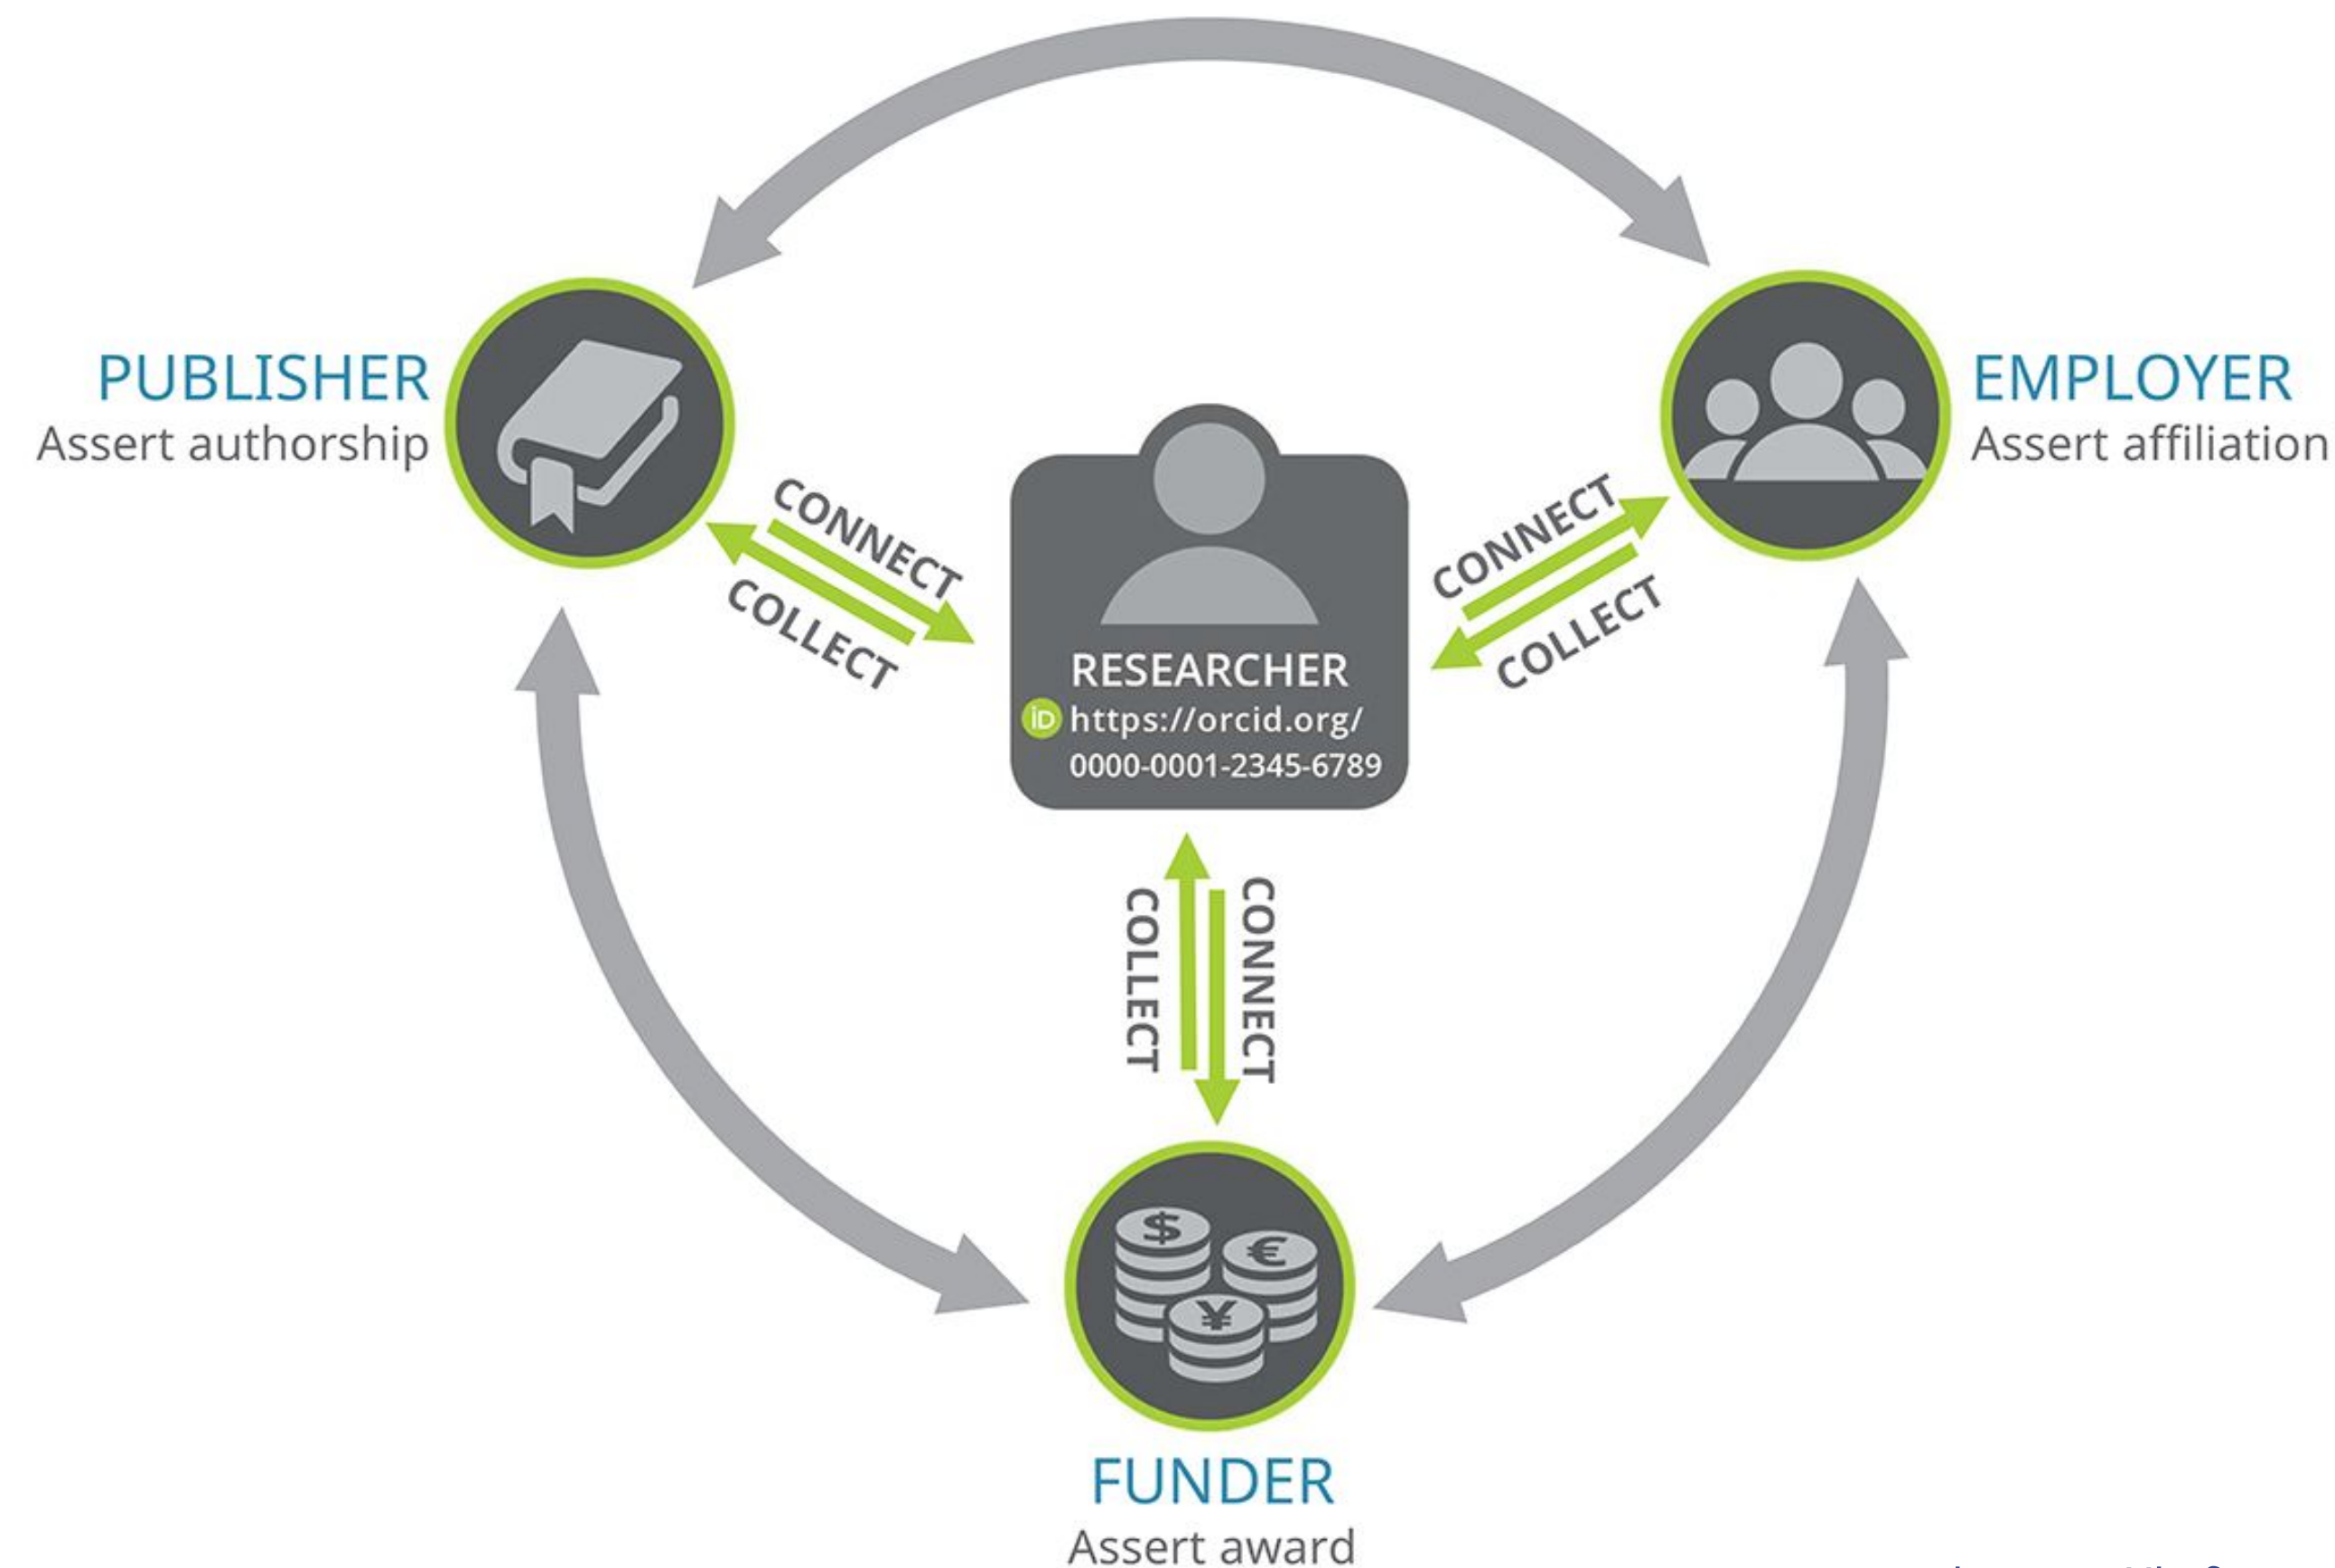 PUBLISHER
Assert authorship
EMPLOYER
Assert affiliation
CONNECT
COLLECT
CONNECT
COLLECT
RESEARCHER
iD https://orcid.org/
0000-0001-2345-6789
COLLECT
CONNECT
$
€
¥
FUNDER
Assert award